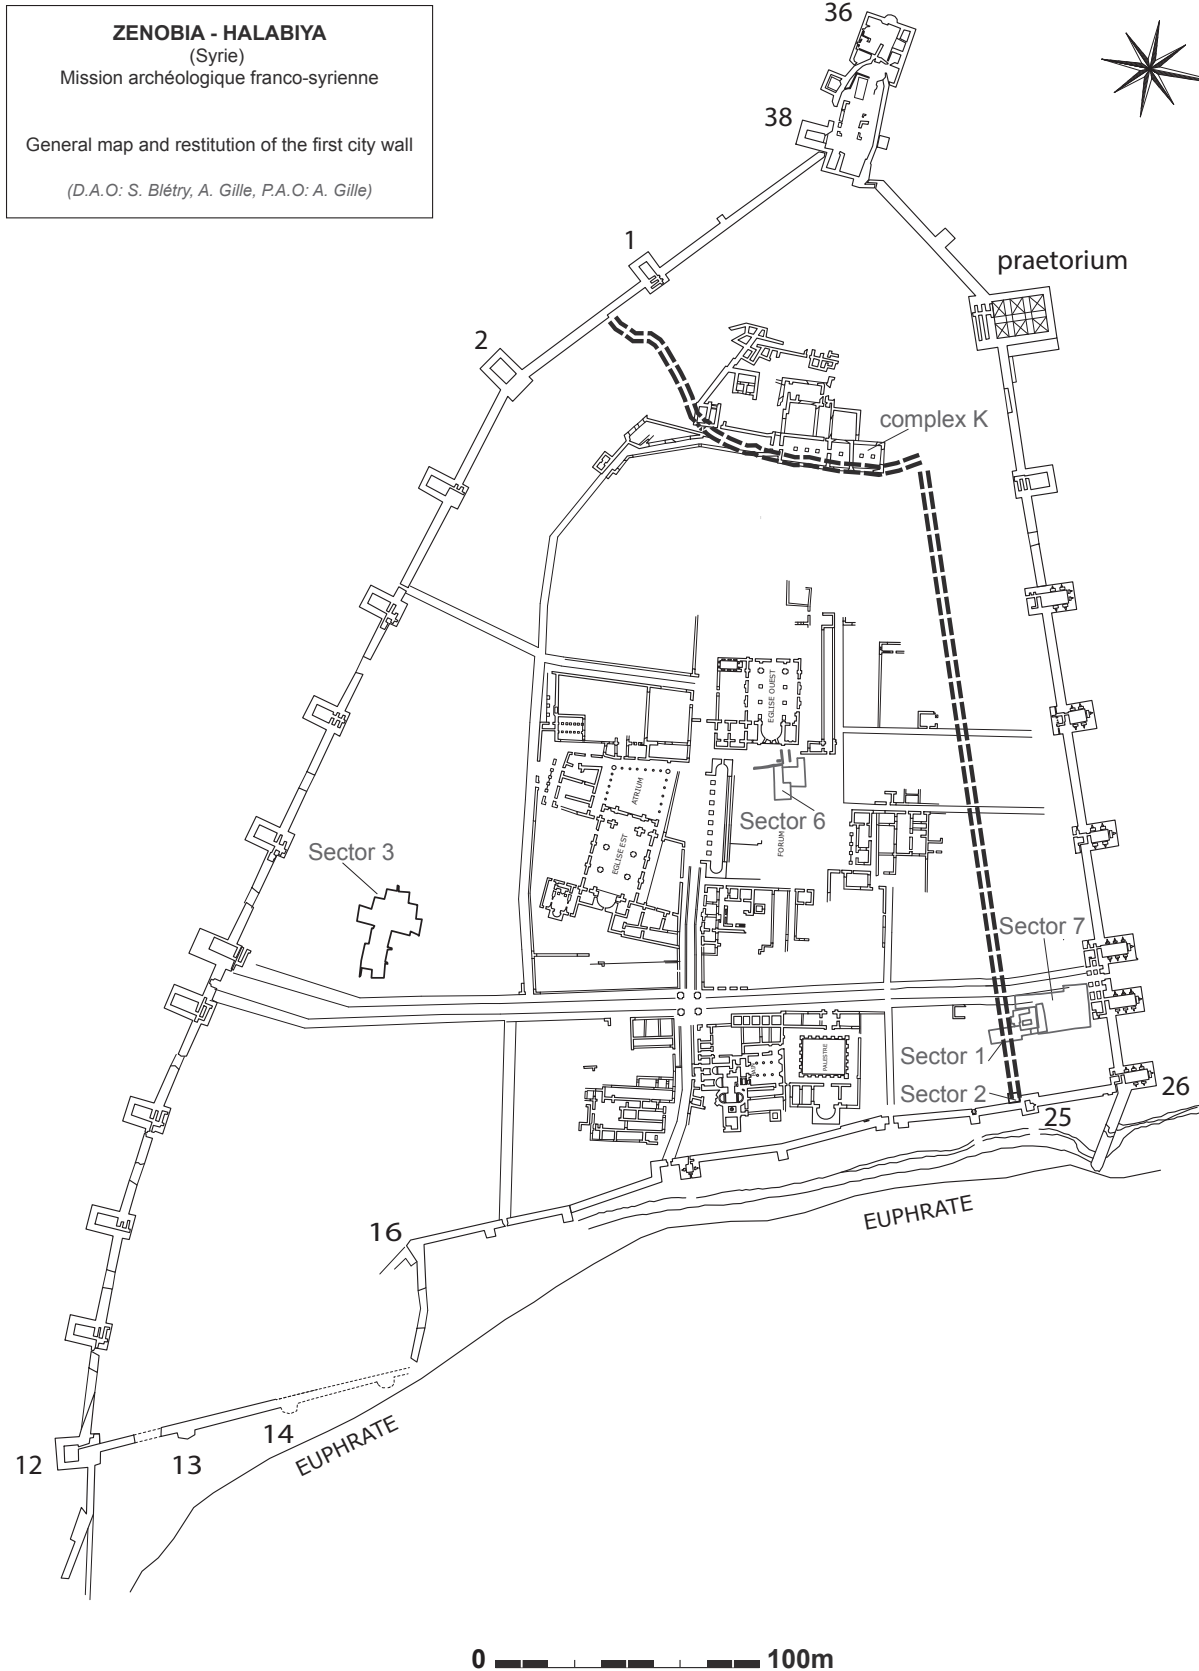 ZENOBIA - HALABIYA
(Syrie)
Mission archéologique franco-syrienne
General map and restitution of the first city wall
(D.A.O: S. Blétry, A. Gille, P.A.O: A. Gille)
36
38
1
praetorium
2
complex K
EGLISE OUEST
ATRIUM
Sector 6
FORUM
Sector 3
EGLISE EST
Sector 7
PALESTRE
Sector 1
Sector 2
26
25
EUPHRATE
16
14
13
12
EUPHRATE
0
100m